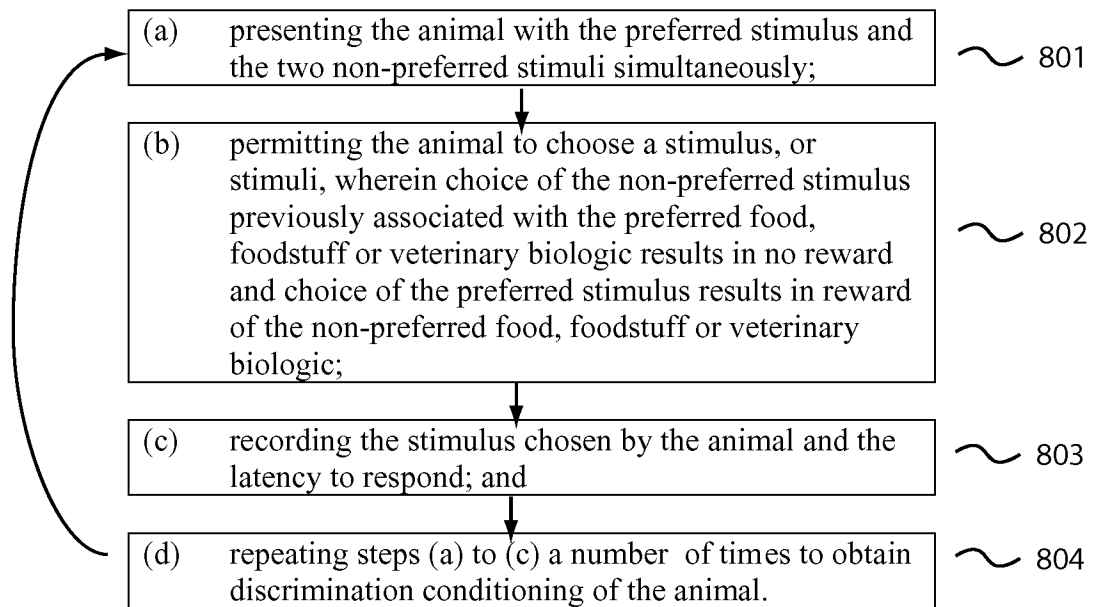 (a) presenting the animal with the preferred stimulus and
the two non-preferred stimuli simultaneously;
801
(b) permitting the animal to choose a stimulus, or
stimuli, wherein choice of the non-preferred stimulus
previously associated with the preferred food,
foodstuff or veterinary biologic results in no reward
and choice of the preferred stimulus results in reward
of the non-preferred food, foodstuff or veterinary
biologic;
802
(c) recording the stimulus chosen by the animal and the
latency to respond; and
803
(d) repeating steps (a) to (c) a number of times to obtain
discrimination conditioning of the animal.
804